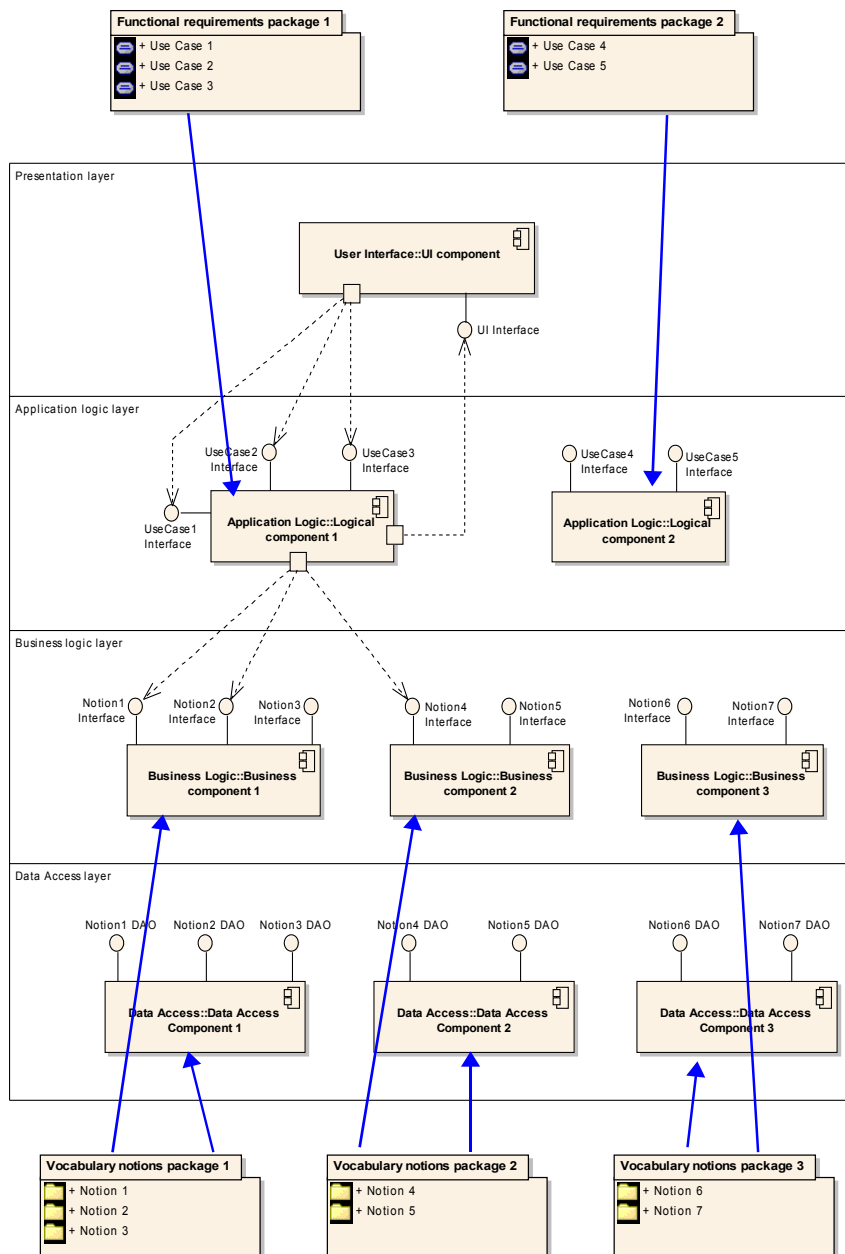 Functional requirements package 1
+ Use Case 1
+ Use Case 2
+ Use Case 3
Functional requirements package 2
+ Use Case 4
+ Use Case 5
Presentation layer
User Interface::UI component
UI Interface
Application logic layer
UseCase2
Interface
UseCase3
Interface
UseCase4
Interface
UseCase5
Interface
UseCase1
Interface
Application Logic::Logical
component 1
Application Logic::Logical
component 2
Business logic layer
Notion1
Interface
Notion2
Interface
Notion3
Interface
Notion4
Interface
Notion5
Interface
Notion6
Interface
Notion7
Interface
Business Logic::Business
component 1
Business Logic::Business
component 2
Business Logic::Business
component 3
Data Access layer
Notion1 DAO
Notion2 DAO
Notion3 DAO
Notion4 DAO
Notion5 DAO
Notion6 DAO
Notion7 DAO
Data Access::Data Access
Component 1
Data Access::Data Access
Component 2
Data Access::Data Access
Component 3
Vocabulary notions package 1
+ Notion 1
+ Notion 2
+ Notion 3
Vocabulary notions package 2
+ Notion 4
+ Notion 5
Vocabulary notions package 3
+ Notion 6
+ Notion 7